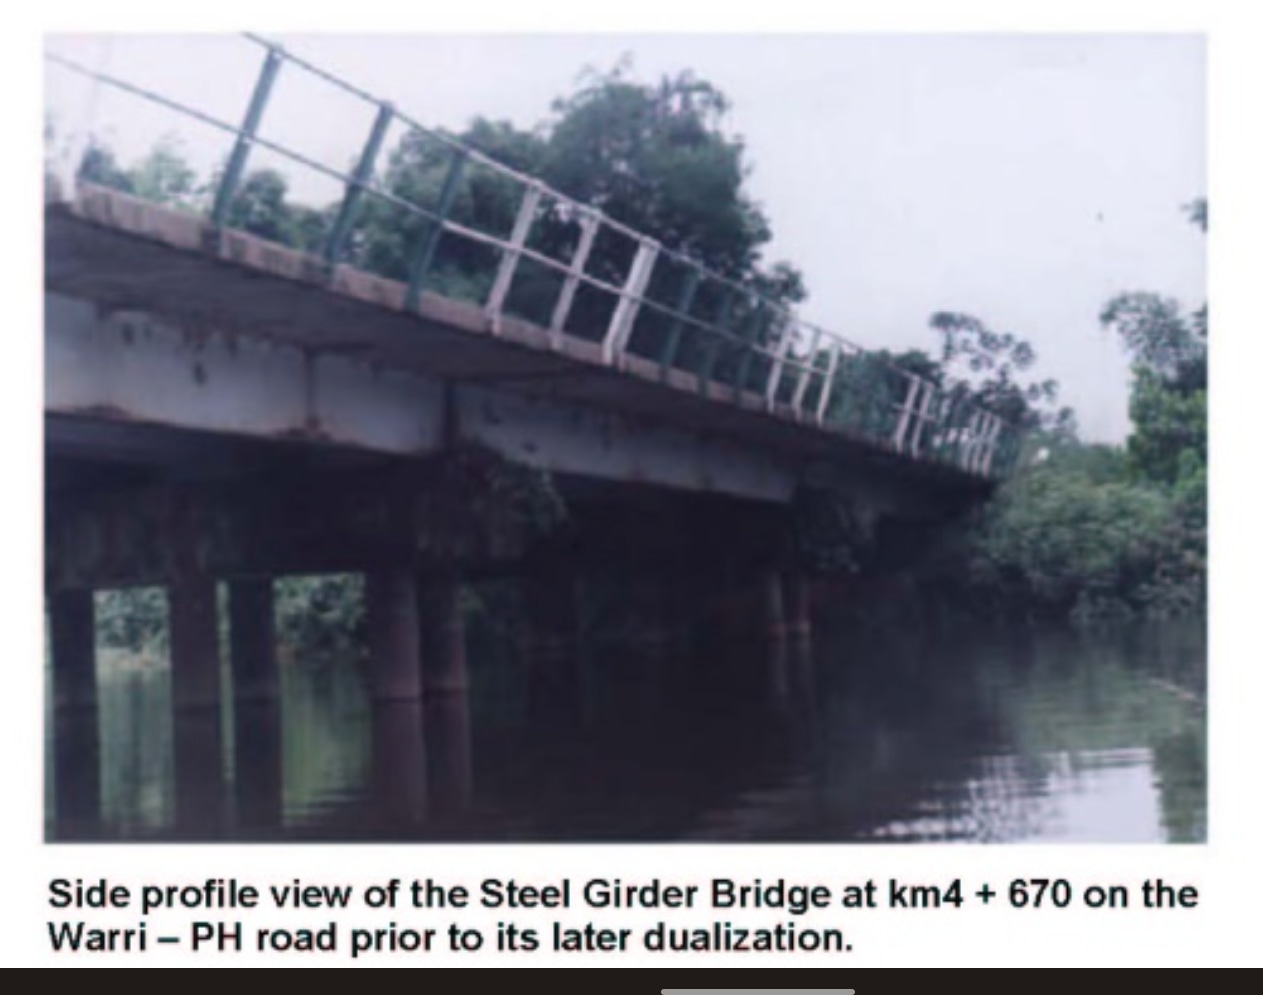 Side profile view of the Steel Girder Bridge at km4 + 670 on the
Warri – PH road prior to its later dualization.